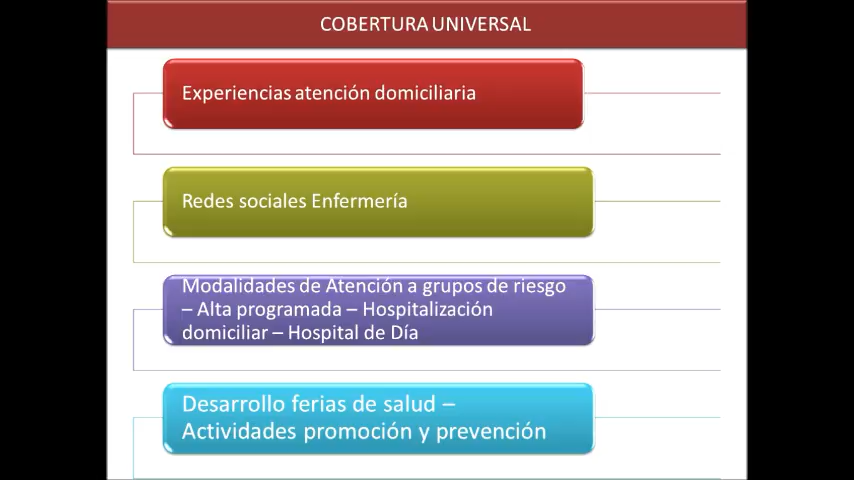 COBERTURA UNIVERSAL
Experiencias atención domiciliaria
Redes sociales Enfermería
Modalidades de Atención a grupos de riesgo
– Alta programada – Hospitalización
domiciliar – Hospital de Día
Desarrollo ferias de salud –
Actividades promoción y prevención